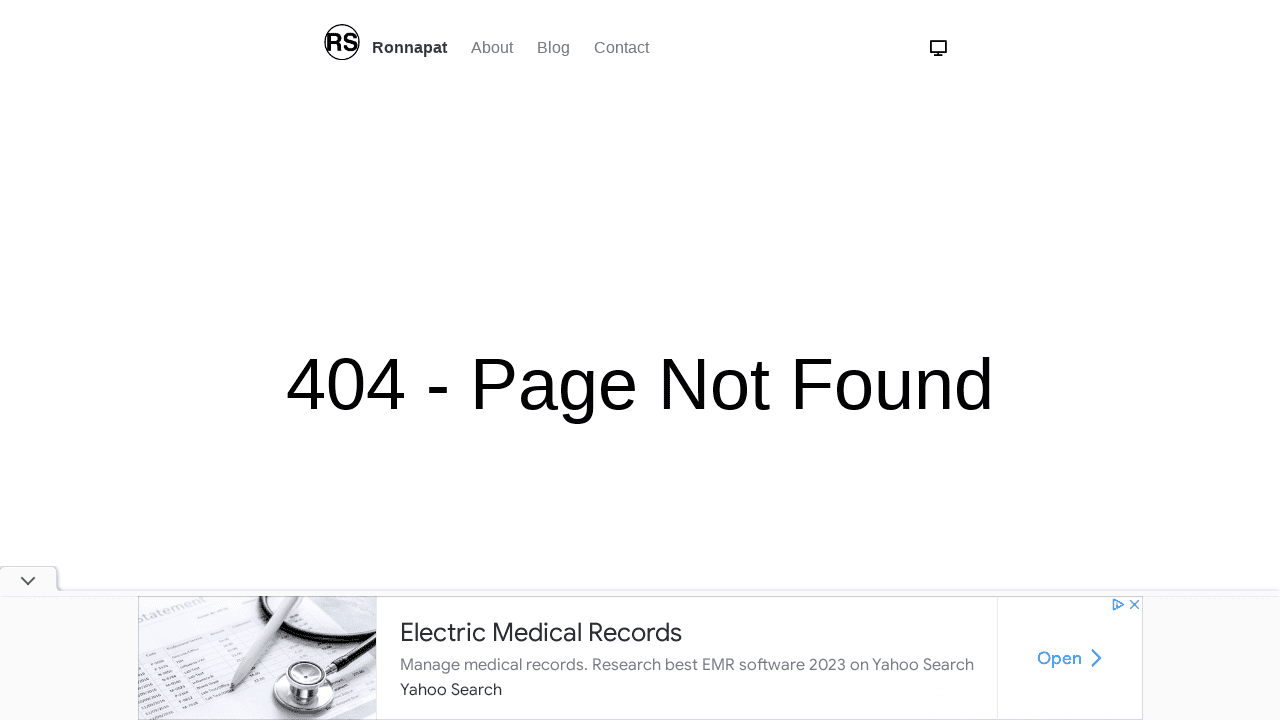 RS Ronnapat About Blog Contact
404 - Page Not Found
statement
Electric Medical Records
Manage medical records. Research best EMR software 2023 on Yahoo Search
Yahoo Search
Open